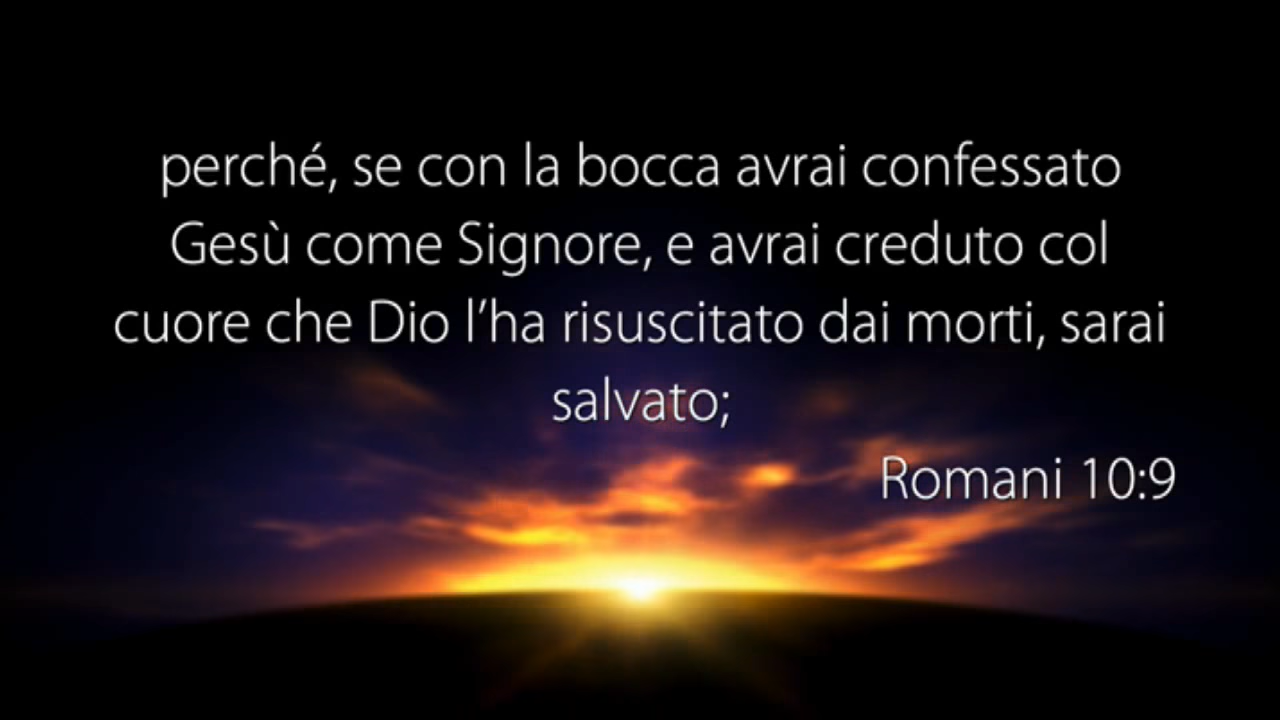 perché, se con la bocca avrai confessato
Gesù come Signore, e avrai creduto col
cuore che Dio l’ha risuscitato dai morti, sarai
salvato;
Romani 10:9